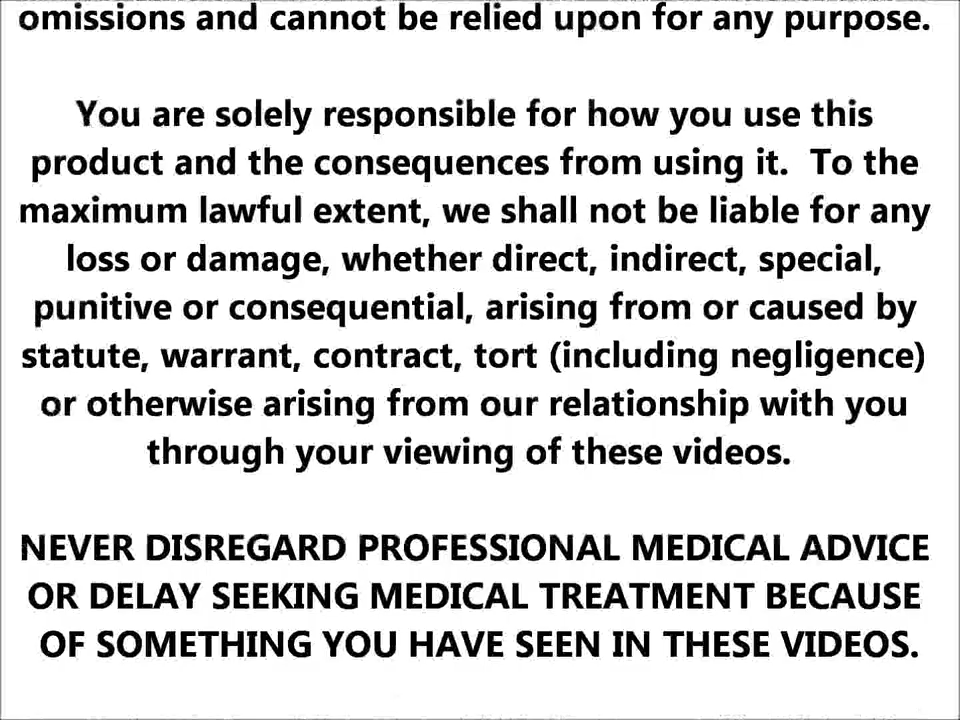 omissions and cannot be relied upon for any purpose.
You are solely responsible for how you use this
product and the consequences from using it.  To the
maximum lawful extent, we shall not be liable for any
loss or damage, whether direct, indirect, special,
punitive or consequential, arising from or caused by
statute, warrant, contract, tort (including negligence)
or otherwise arising from our relationship with you
through your viewing of these videos.
NEVER DISREGARD PROFESSIONAL MEDICAL ADVICE
OR DELAY SEEKING MEDICAL TREATMENT BECAUSE
OF SOMETHING YOU HAVE SEEN IN THESE VIDEOS.